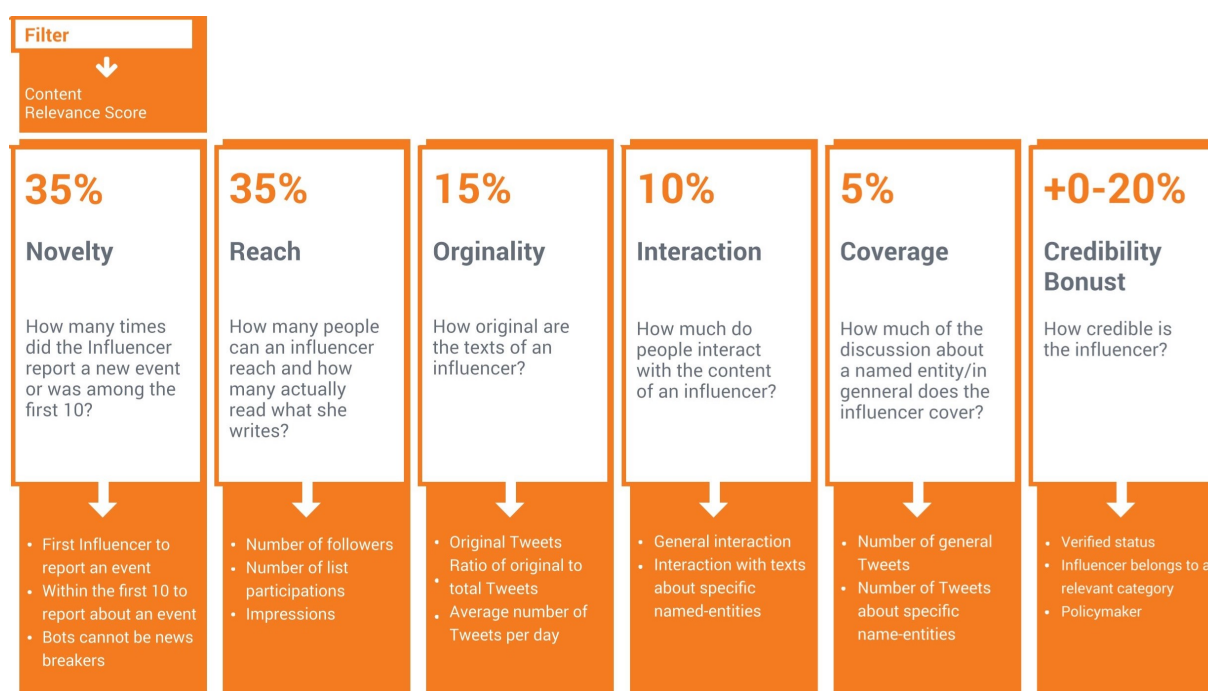 Filter
Content
Relevance Score
35%
Novelty
How many times
did the Influencer
report a new event
or was among the
first 10?
• First Influencer to
report an event
• Within the first 10 to
report about an event
• Bots cannot be news
breakers
35%
Reach
How many people
can an influencer
reach and how
many actually
read what she
writes?
• Number of followers
• Number of list
participations
• Impressions
15%
Orginality
How original are
the texts of an
influencer?
• Original Tweets
Ratio of original to
• total Tweets
• Average number of
Tweets per day
10%
Interaction
How much do
people interact
with the content
of an influencer?
• General interaction
• Interaction with texts
about specific
named-entities
5%
Coverage
How much of the
discussion about
a named entity/in
genneral does the
influencer cover?
• Number of general
Tweets
• Number of Tweets
about specific
name-entities
+0-20%
Credibility
Bonust
How credible is
the influencer?
• Verified status
• Influencer belongs to a
relevant category
• Policymaker